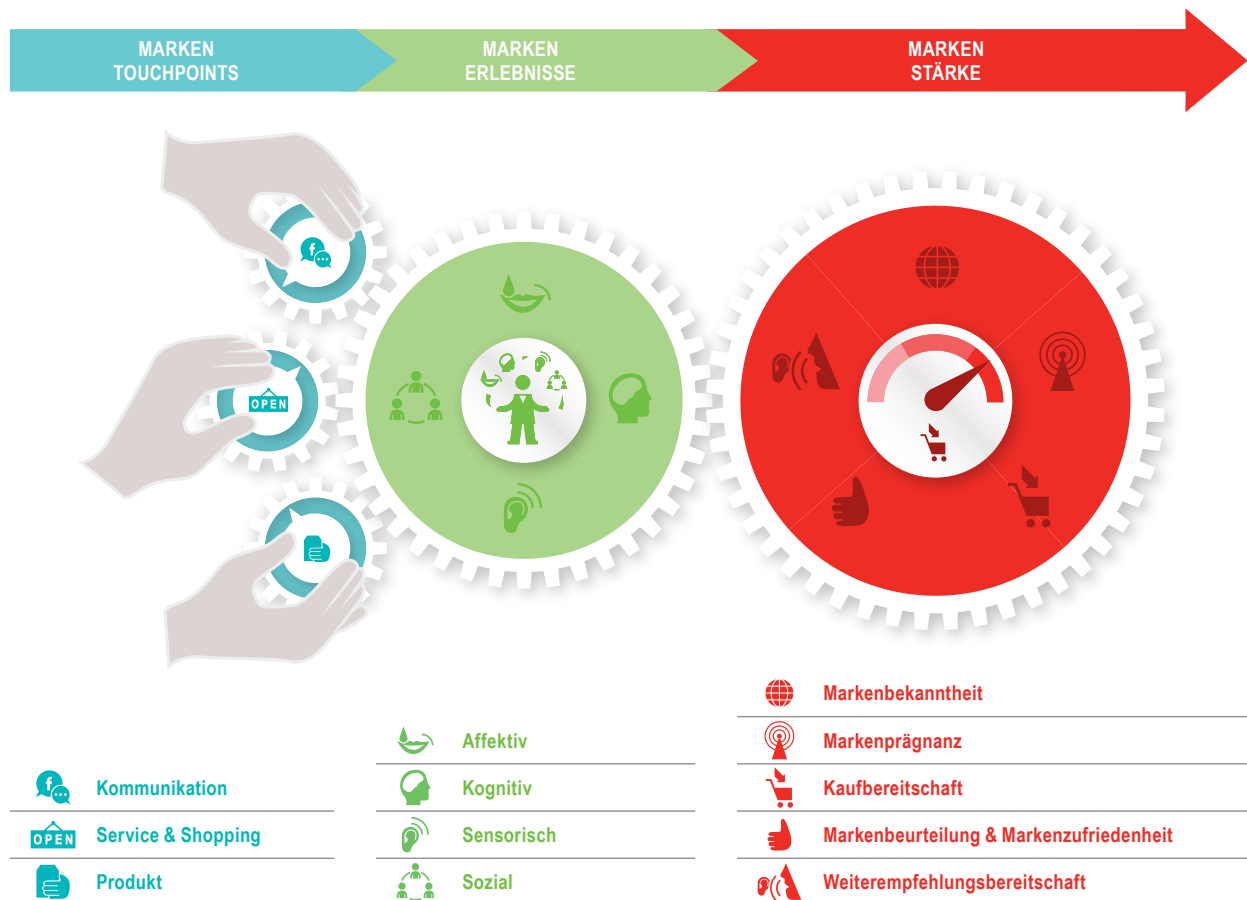 MARKEN
TOUCHPOINTS
MARKEN
ERLEBNISSE
MARKEN
STÄRKE
f
OPEN
Kommunikation
Service & Shopping
Produkt
f
OPEN
Affektiv
Kognitiv
Sensorisch
Sozial
Markenbekanntheit
Markenprägnanz
Kaufbereitschaft
Markenbeurteilung & Markenzufriedenheit
Weiterempfehlungsbereitschaft